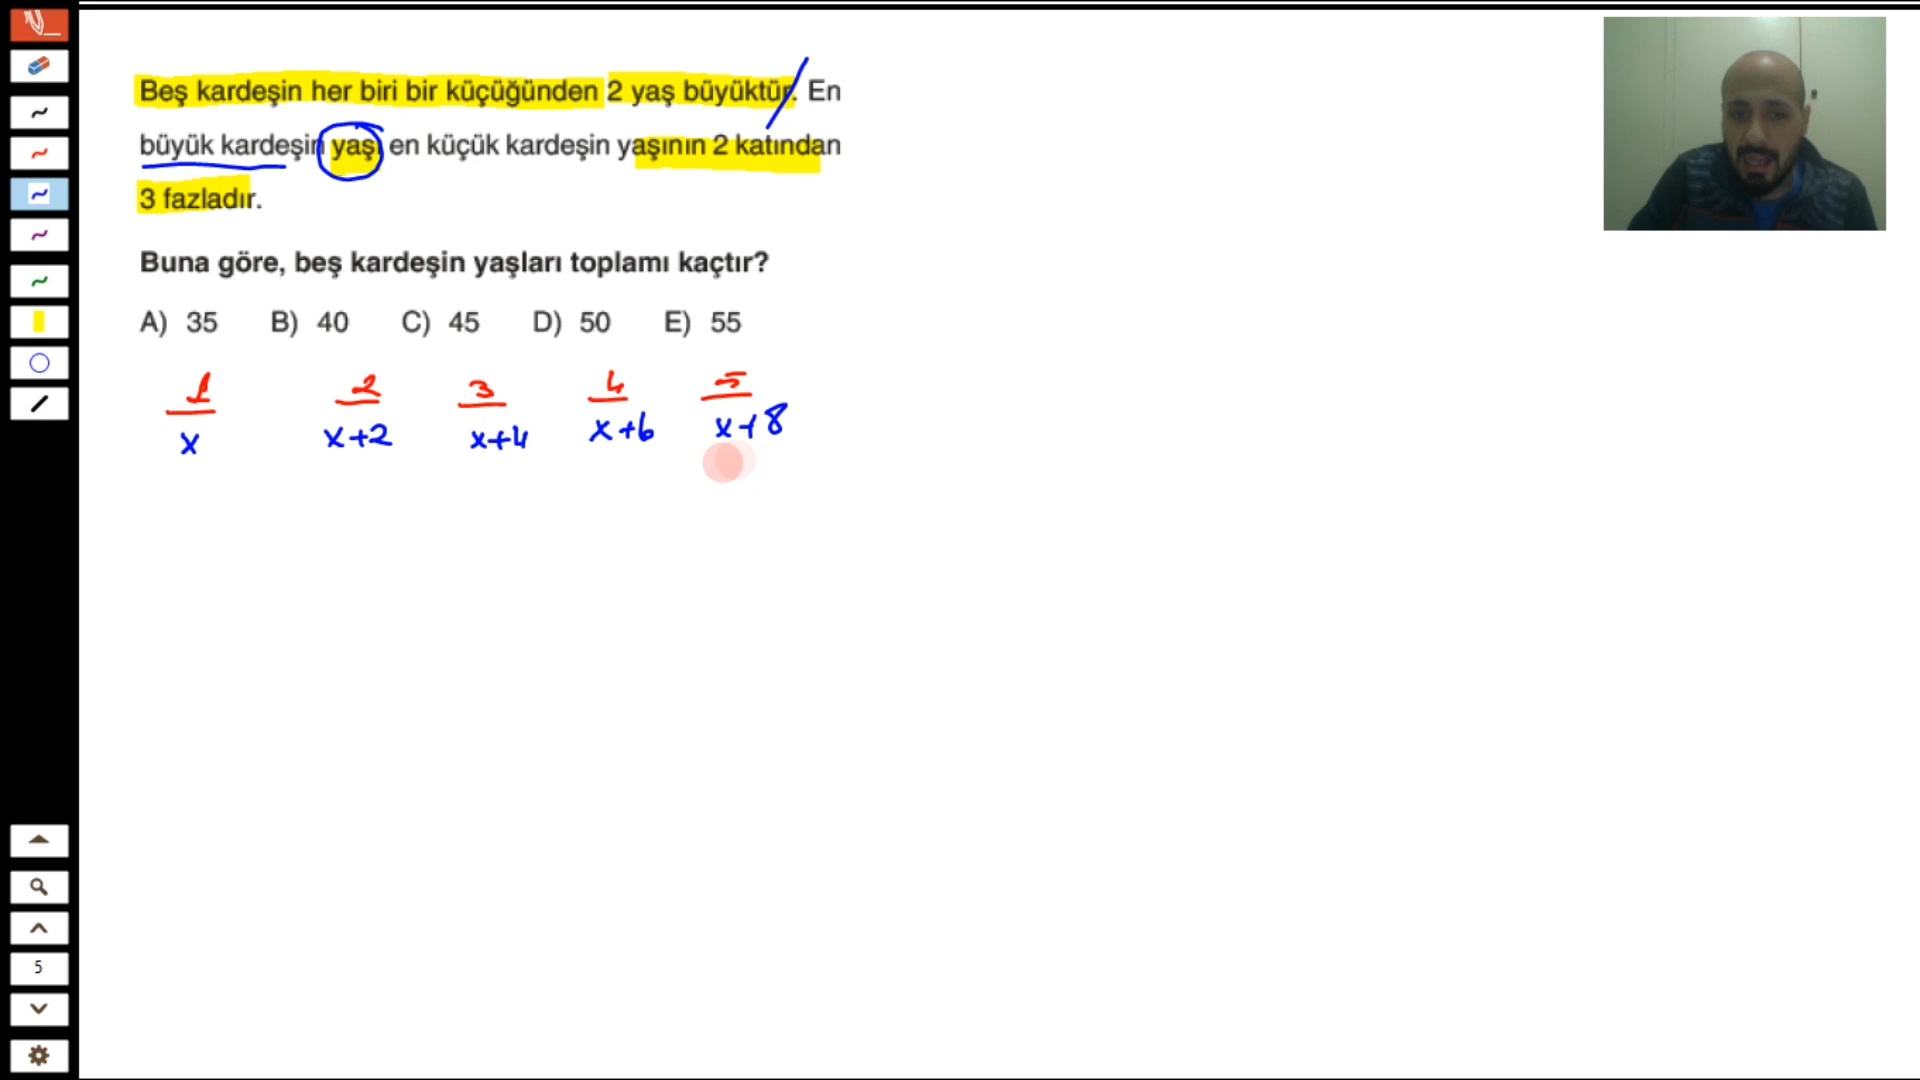 Beş kardeşin her biri bir küçüğünden 2 yaş büyüktür. En
büyük kardeşin yaşı en küçük kardeşin yaşının 2 katından
3 fazladır.
Buna göre, beş kardeşin yaşları toplamı kaçtır?
A) 35 B) 40 C) 45 D) 50 E) 55
1 2 3 4 5
x x+2 x+4 x+6 x+8
5